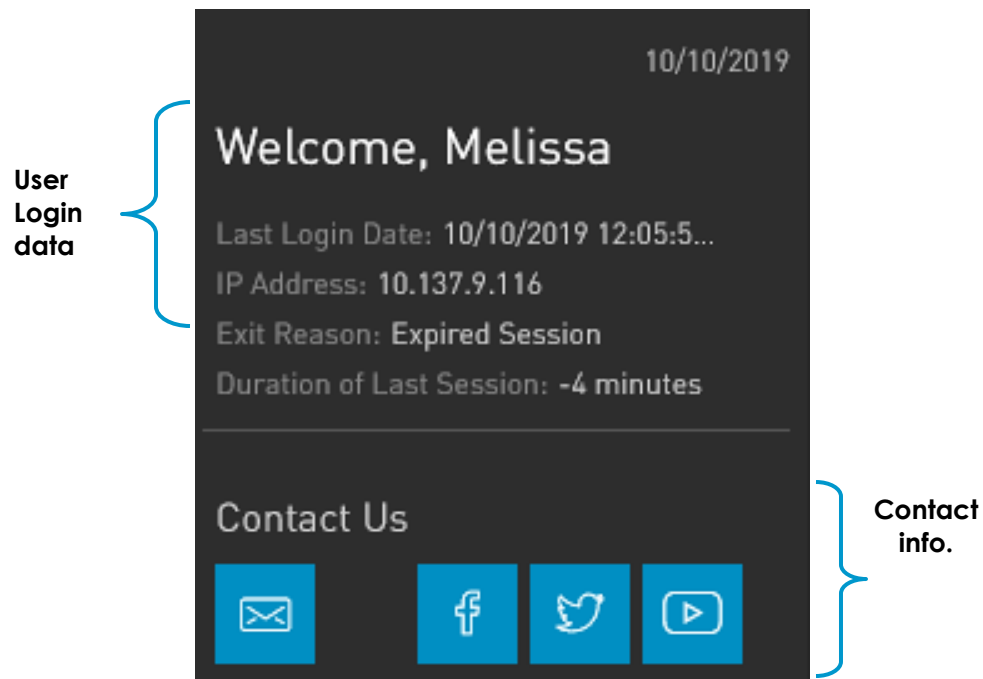 10/10/2019
Welcome, Melissa
User
Login
data
Last Login Date: 10/10/2019 12:05:5...
IP Address: 10.137.9.116
Exit Reason: Expired Session
Duration of Last Session: -4 minutes
Contact Us
Contact
info.